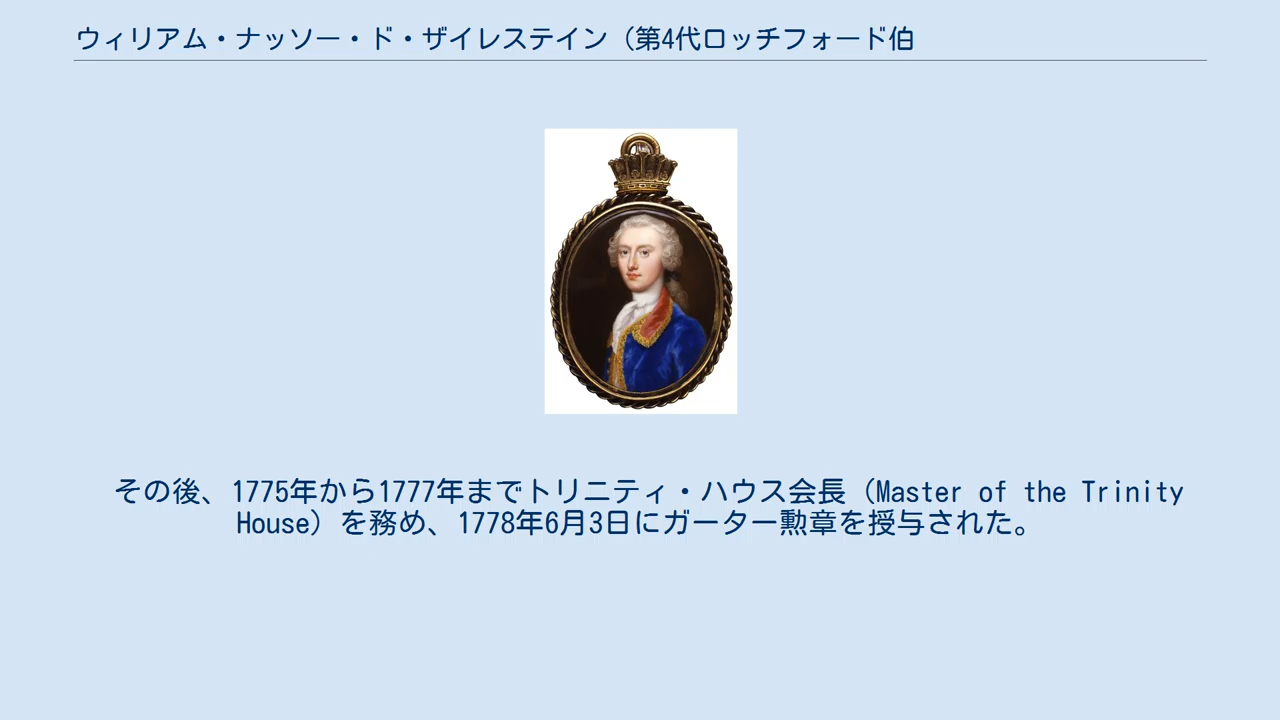 ウィリアム・ナッソー・ド・ザイレステイン（第4代ロッチフォード伯
その後、1775年から1777年までトリニティ・ハウス会長（Master of the Trinity
House）を務め、1778年6月3日にガーター勲章を授与された。